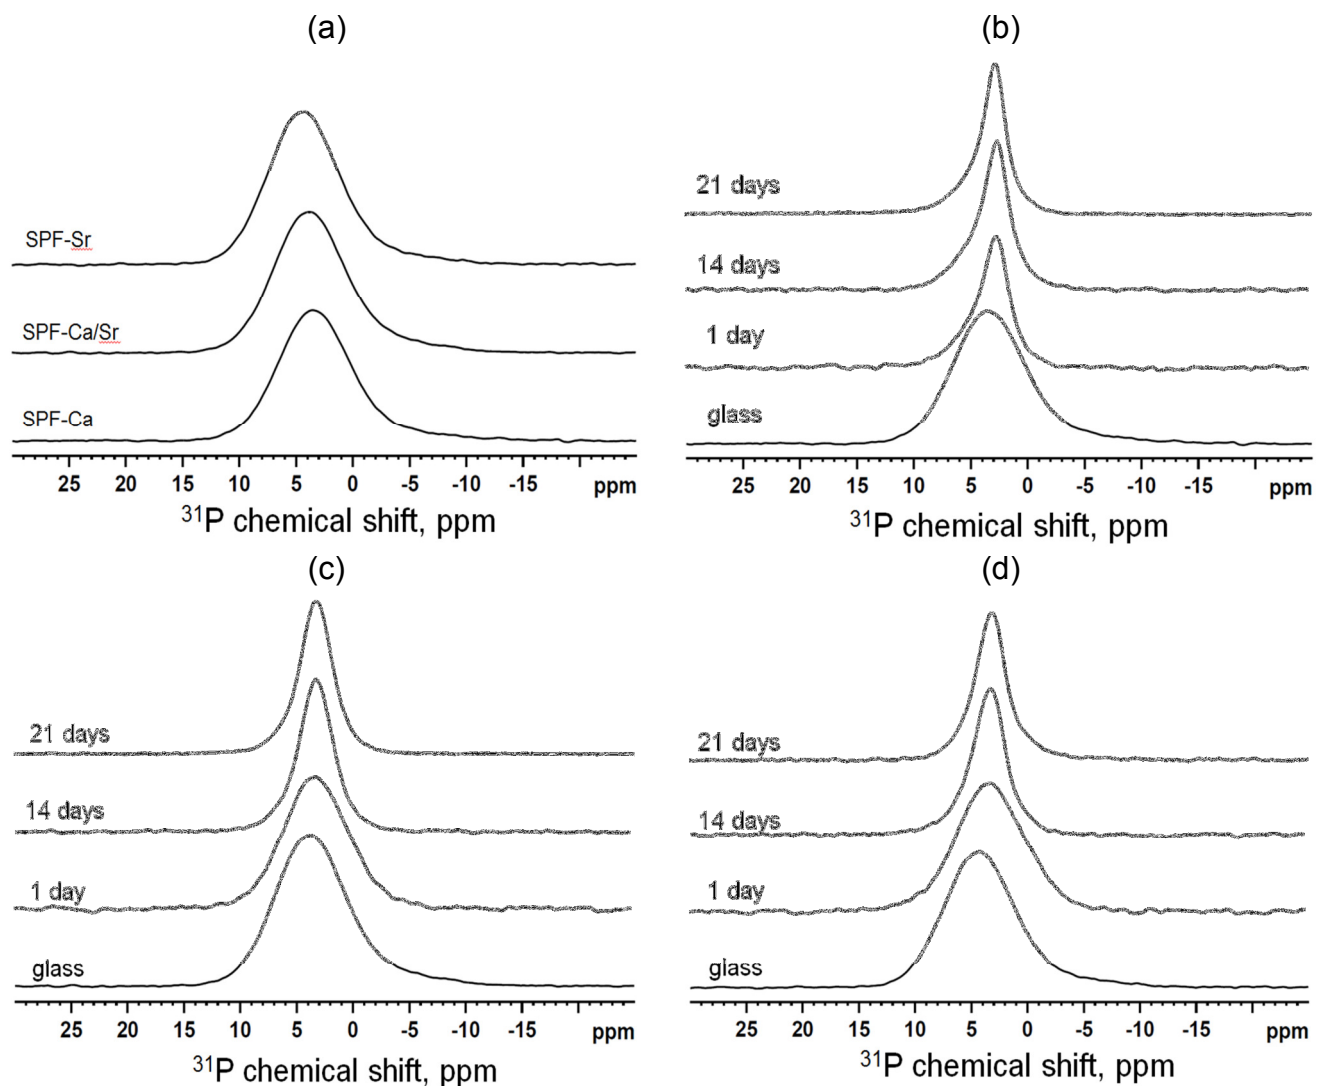 (a)
SPF-Sr
SPF-Ca/Sr
SPF-Ca
25 20 15 10 5 0 -5 -10 -15 ppm
³¹P chemical shift, ppm
(b)
21 days
14 days
1 day
glass
25 20 15 10 5 0 -5 -10 -15 ppm
³¹P chemical shift, ppm
(c)
21 days
14 days
1 day
glass
25 20 15 10 5 0 -5 -10 -15 ppm
³¹P chemical shift, ppm
(d)
21 days
14 days
1 day
glass
25 20 15 10 5 0 -5 -10 -15 ppm
³¹P chemical shift, ppm